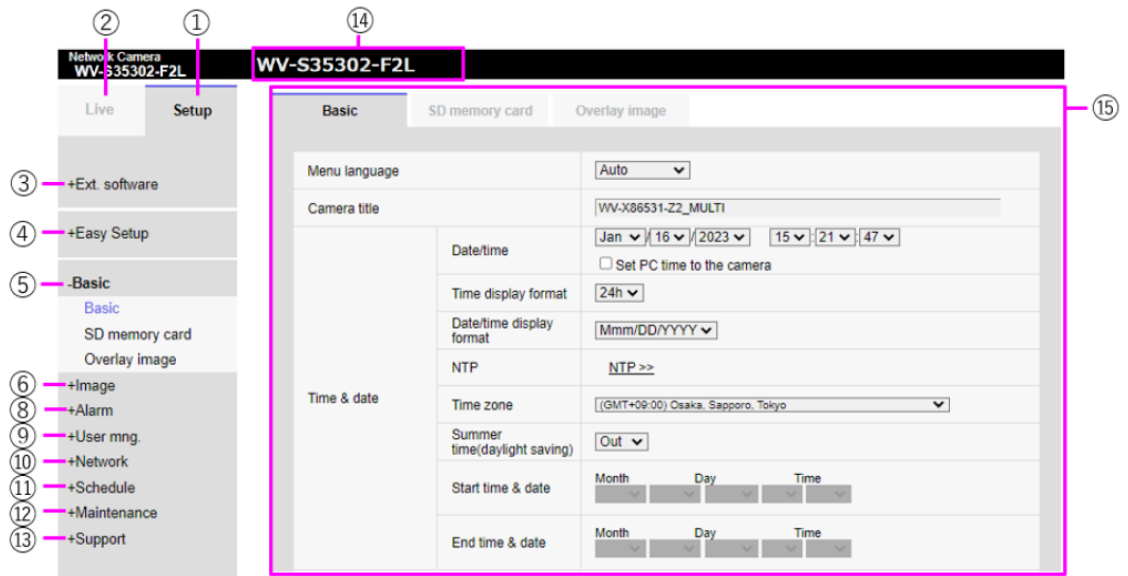 ② ① ⑭
Network Camera
WV-S35302-F2L
WV-S35302-F2L
Live Setup
Basic SD memory card Overlay image
⑮
③ +Ext. software
④ +Easy Setup
⑤ -Basic
Basic
SD memory card
Overlay image
⑥ +Image
⑧ +Alarm
⑨ +User mng.
⑩ +Network
⑪ +Schedule
⑫ +Maintenance
⑬ +Support
Menu language Auto
Camera title WV-X86531-Z2_MULTI
Time & date
Date/time Jan / 16 / 2023 15 : 21 : 47
Set PC time to the camera
Time display format 24h
Date/time display
format Mmm/DD/YYYY
NTP NTP >>
Time zone (GMT+09:00) Osaka, Sapporo, Tokyo
Summer
time(daylight saving) Out
Start time & date Month Day Time
End time & date Month Day Time